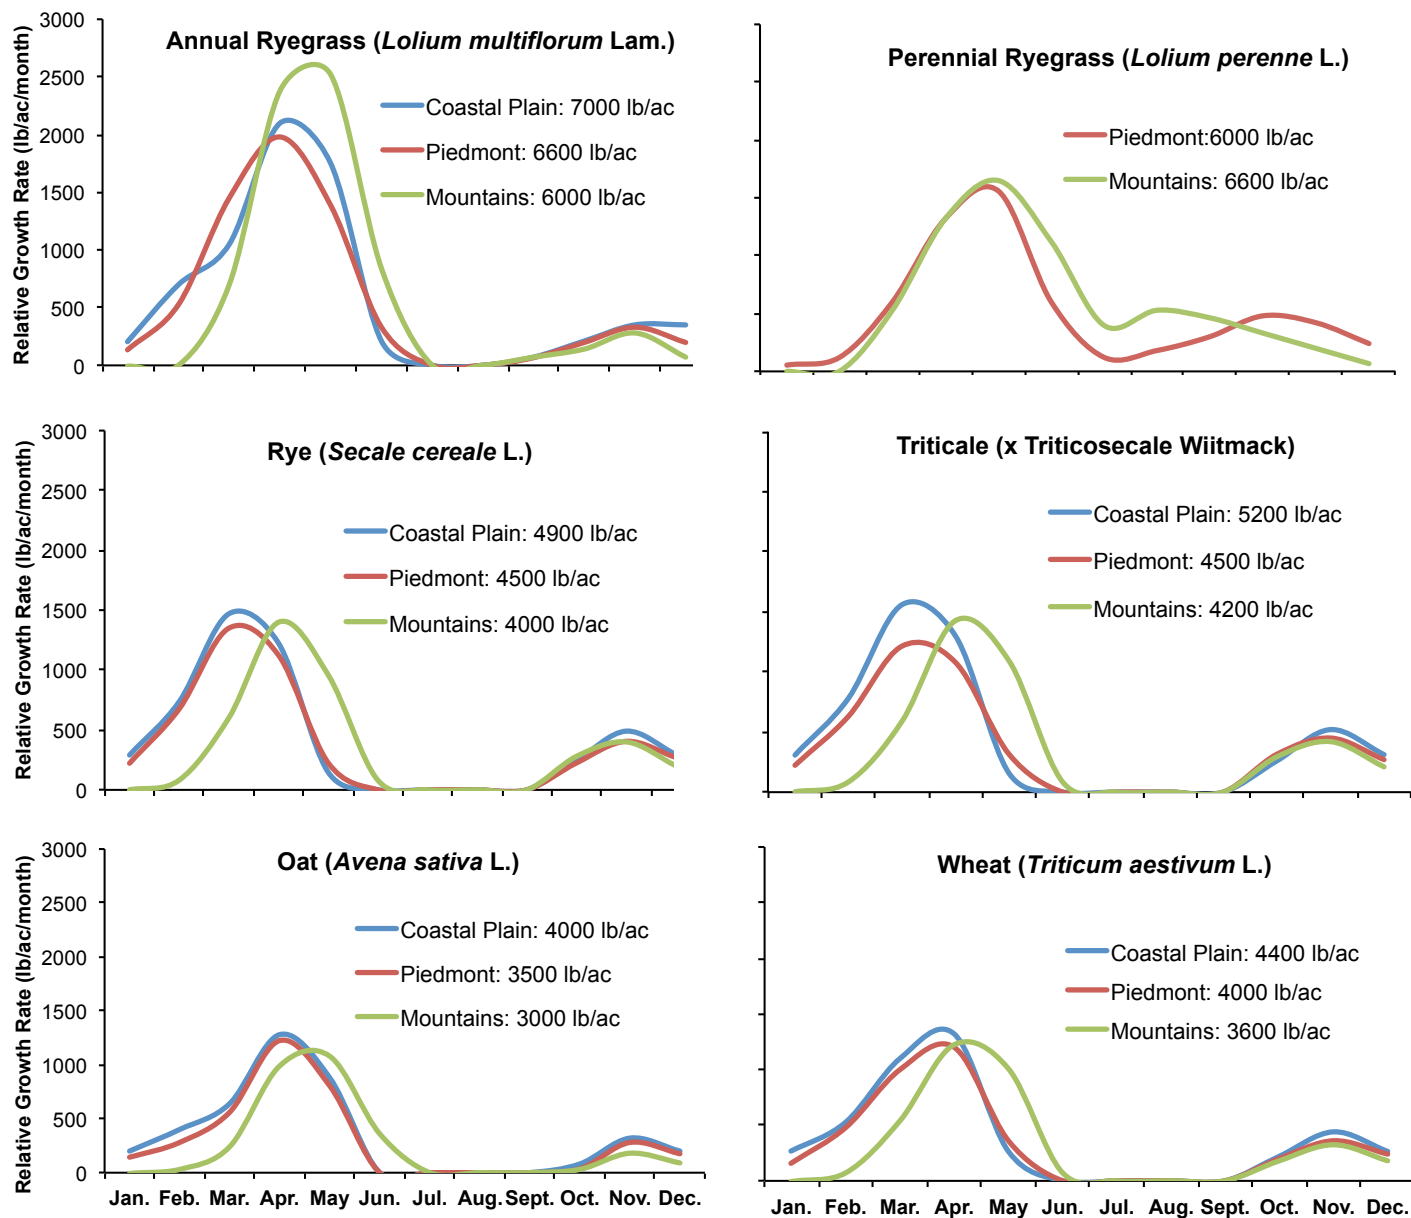 Annual Ryegrass (Lolium multiflorum Lam.)
Relative Growth Rate (lb/ac/month)
3000
2500
2000
1500
1000
500
0
Coastal Plain: 7000 lb/ac
Piedmont: 6600 lb/ac
Mountains: 6000 lb/ac
Perennial Ryegrass (Lolium perenne L.)
Piedmont:6000 lb/ac
Mountains: 6600 lb/ac
Rye (Secale cereale L.)
Relative Growth Rate (lb/ac/month)
3000
2500
2000
1500
1000
500
0
Coastal Plain: 4900 lb/ac
Piedmont: 4500 lb/ac
Mountains: 4000 lb/ac
Triticale (x Triticosecale Wiitmack)
Coastal Plain: 5200 lb/ac
Piedmont: 4500 lb/ac
Mountains: 4200 lb/ac
Oat (Avena sativa L.)
Relative Growth Rate (lb/ac/month)
3000
2500
2000
1500
1000
500
0
Coastal Plain: 4000 lb/ac
Piedmont: 3500 lb/ac
Mountains: 3000 lb/ac
Jan. Feb. Mar. Apr. May Jun. Jul. Aug. Sept. Oct. Nov. Dec.
Wheat (Triticum aestivum L.)
Coastal Plain: 4400 lb/ac
Piedmont: 4000 lb/ac
Mountains: 3600 lb/ac
Jan. Feb. Mar. Apr. May Jun. Jul. Aug. Sept. Oct. Nov. Dec.